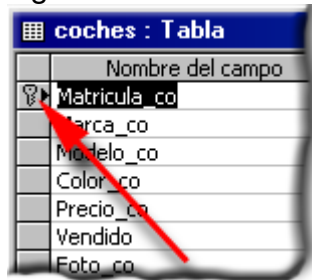 coches : Tabla
Nombre del campo
Matricula_co
Marca_co
Modelo_co
Color_co
Precio_co
Vendido
Foto_co